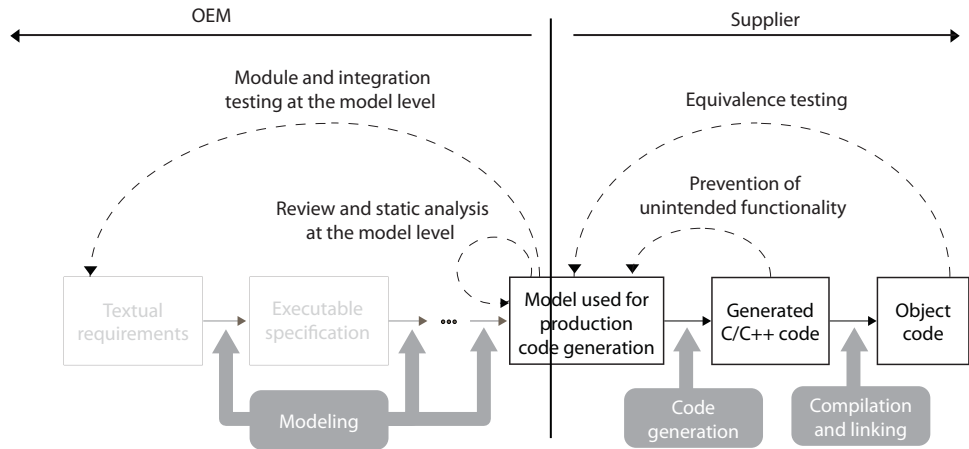 OEM
Supplier
Module and integration
testing at the model level
Equivalence testing
Review and static analysis
at the model level
Prevention of
unintended functionality
Textual
requirements
Executable
specification
Model used for
production
code generation
Generated
C/C++ code
Object
code
Modeling
Code
generation
Compilation
and linking